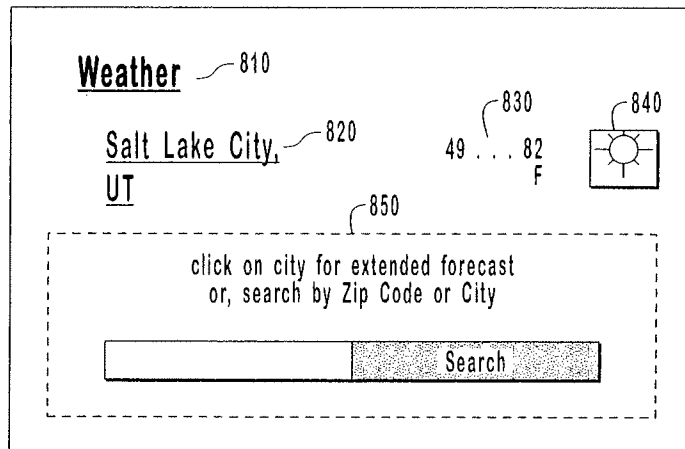 Weather 810
Salt Lake City, 820 49 . . . 82 830 840
UT F
850
click on city for extended forecast
or, search by Zip Code or City
Search